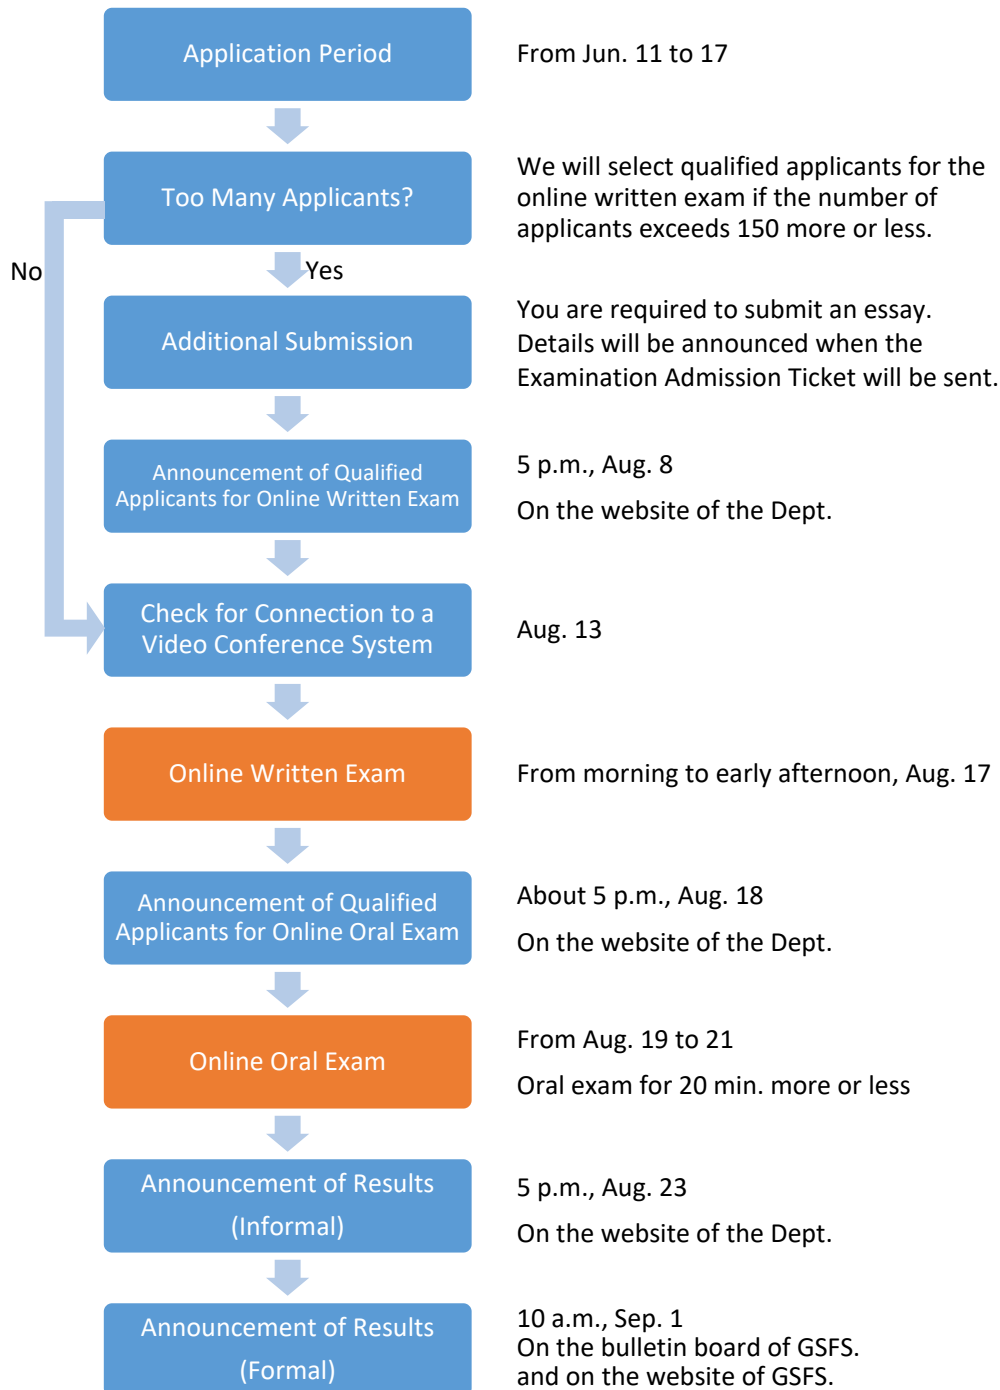 Application Period
From Jun. 11 to 17
Too Many Applicants?
We will select qualified applicants for the
online written exam if the number of
applicants exceeds 150 more or less.
No
Yes
Additional Submission
You are required to submit an essay.
Details will be announced when the
Examination Admission Ticket will be sent.
Announcement of Qualified
Applicants for Online Written Exam
5 p.m., Aug. 8
On the website of the Dept.
Check for Connection to a
Video Conference System
Aug. 13
Online Written Exam
From morning to early afternoon, Aug. 17
Announcement of Qualified
Applicants for Online Oral Exam
About 5 p.m., Aug. 18
On the website of the Dept.
Online Oral Exam
From Aug. 19 to 21
Oral exam for 20 min. more or less
Announcement of Results
(Informal)
5 p.m., Aug. 23
On the website of the Dept.
Announcement of Results
(Formal)
10 a.m., Sep. 1
On the bulletin board of GSFS.
and on the website of GSFS.